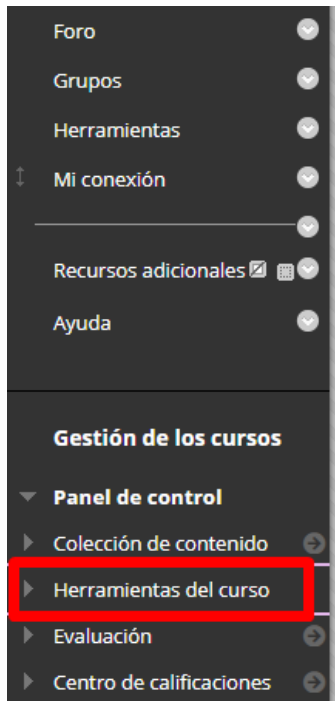 Foro
Grupos
Herramientas
Mi conexión
Recursos adicionales
Ayuda
Gestión de los cursos
Panel de control
Colección de contenido
Herramientas del curso
Evaluación
Centro de calificaciones